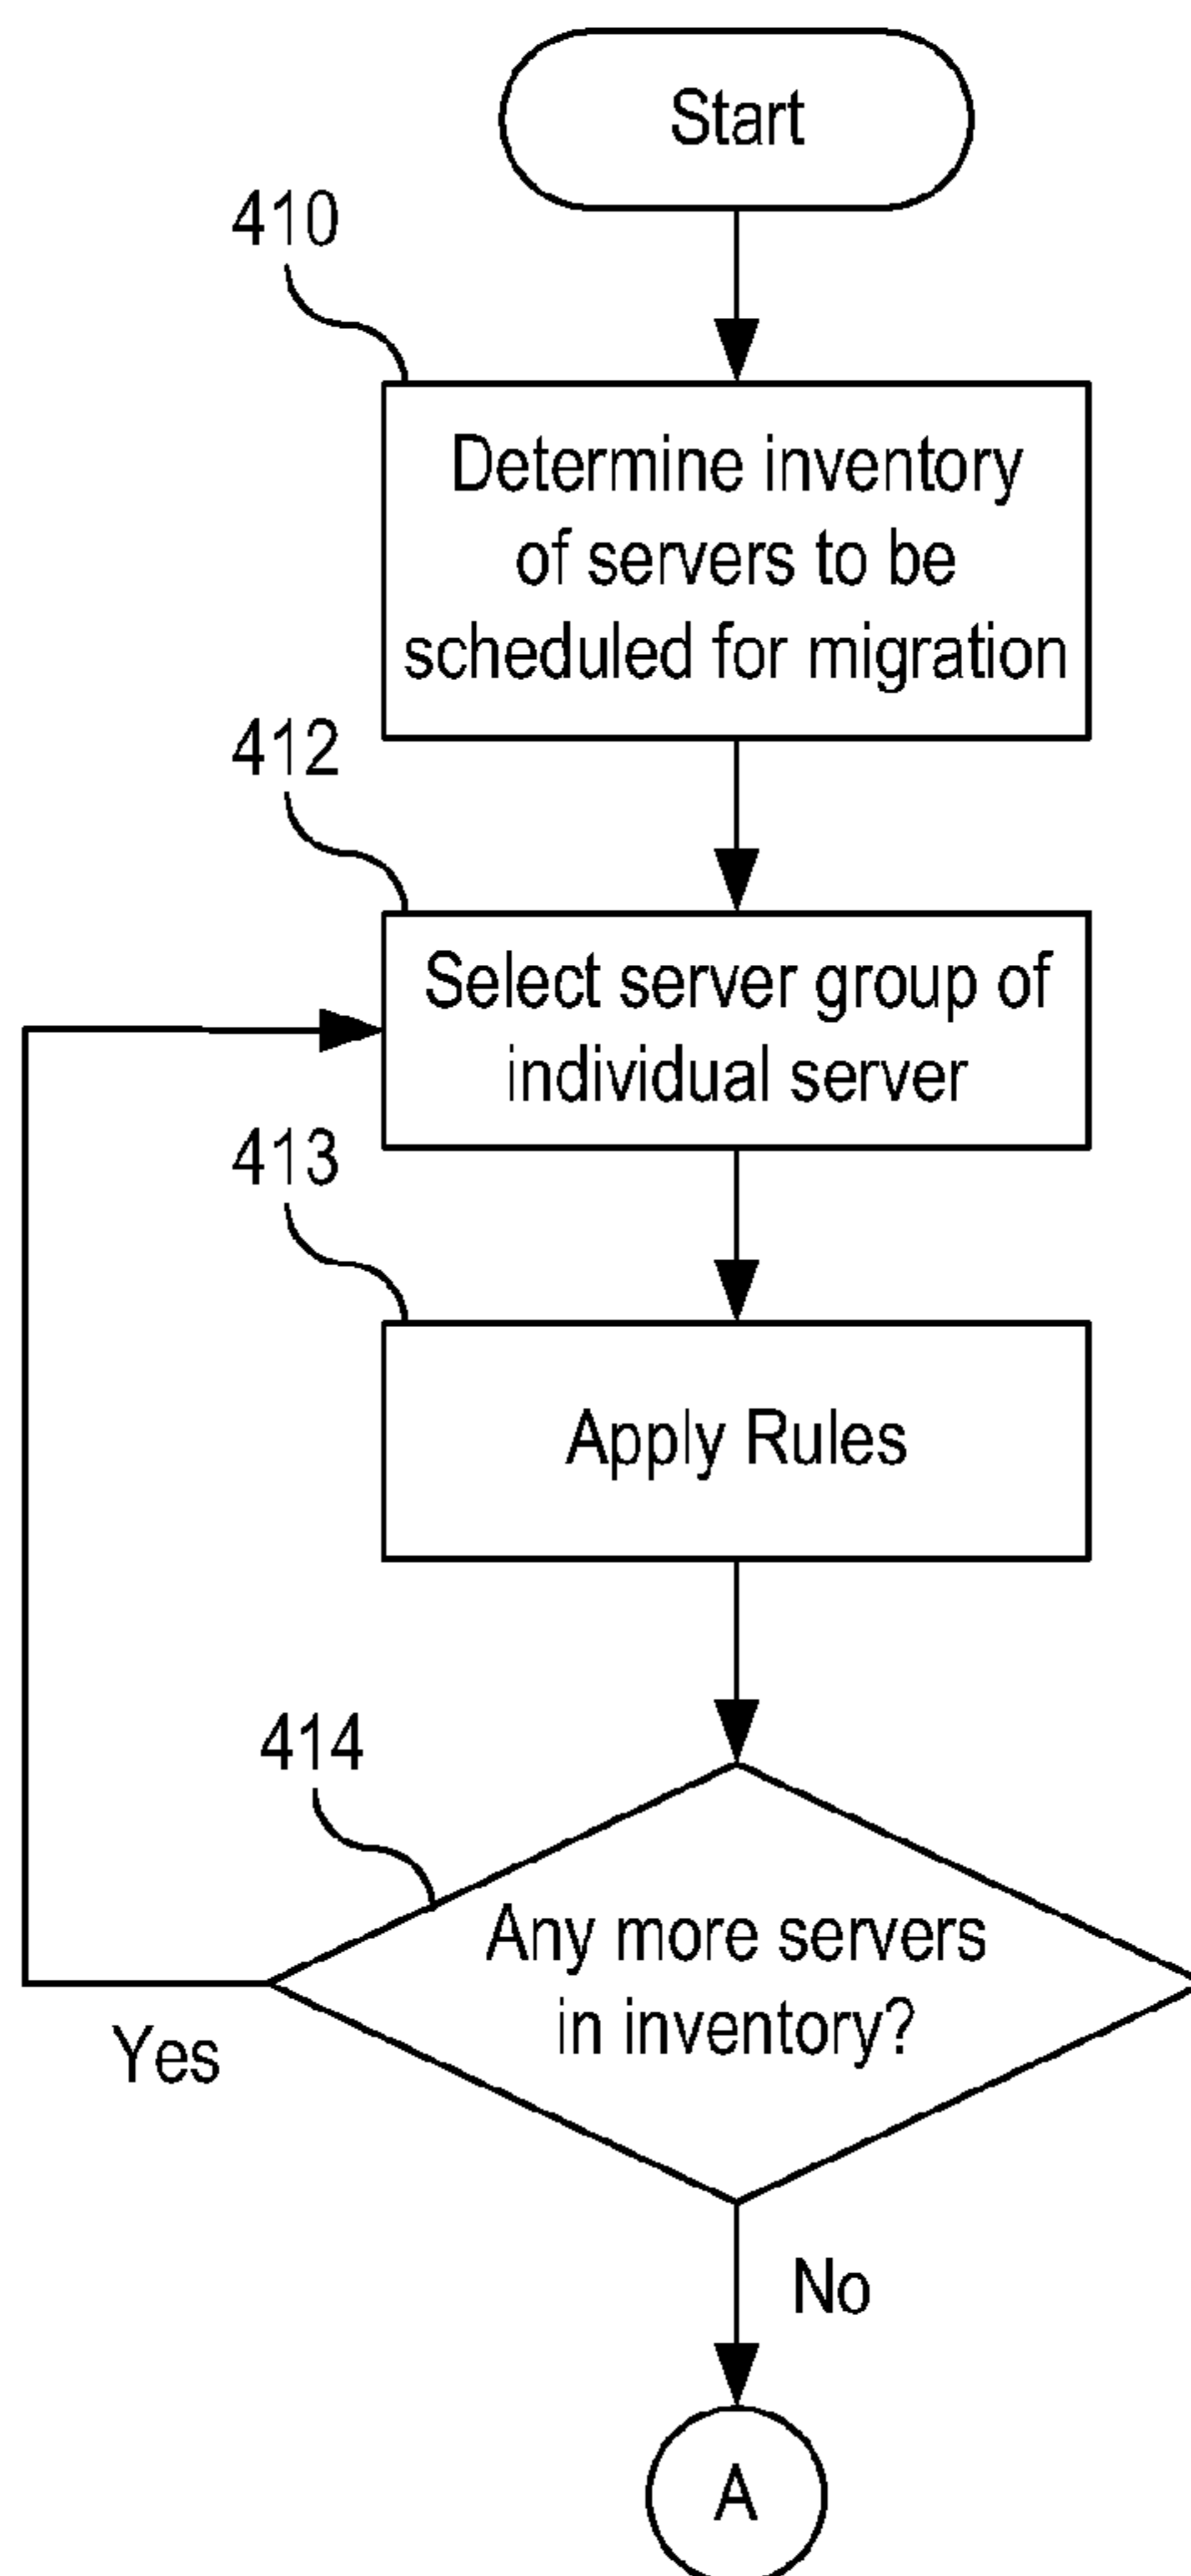 Start
410
Determine inventory
of servers to be
scheduled for migration
412
Select server group of
individual server
413
Apply Rules
414
Any more servers
in inventory?
Yes
No
A